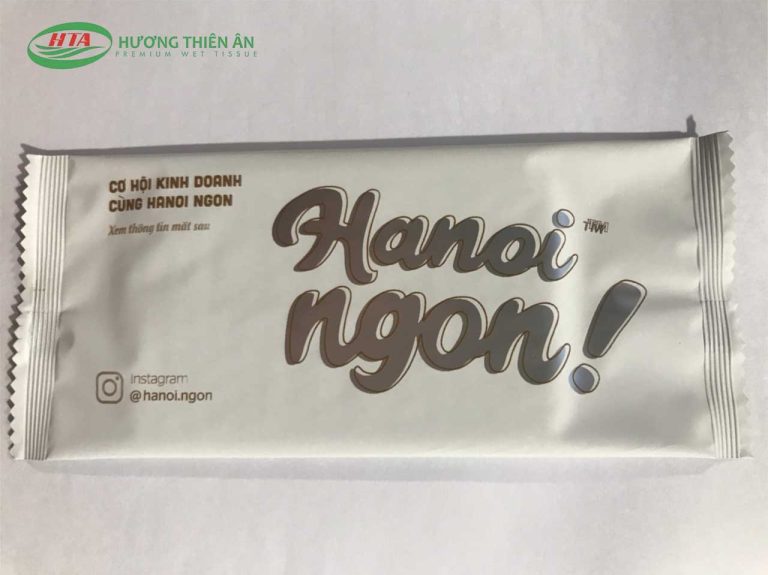 HTA
HƯƠNG THIÊN ÂN
PREMIUM WET TISSUE
CƠ HỘI KINH DOANH
CÙNG HANOI NGON
Xem thông tin mặt sau
Hanoi
ngon!
Instagram
@hanoi.ngon